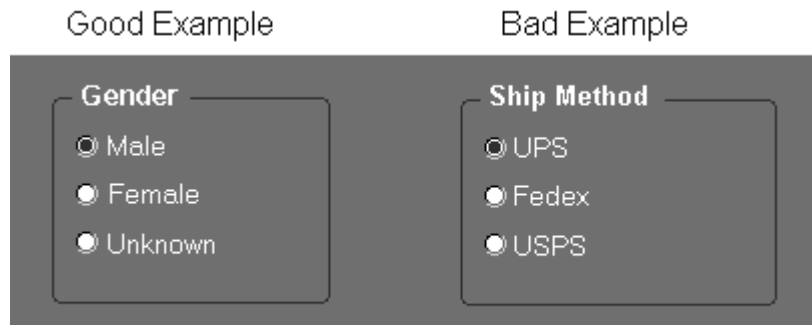 Good Example
Bad Example
Gender
Male
Female
Unknown
Ship Method
UPS
Fedex
USPS